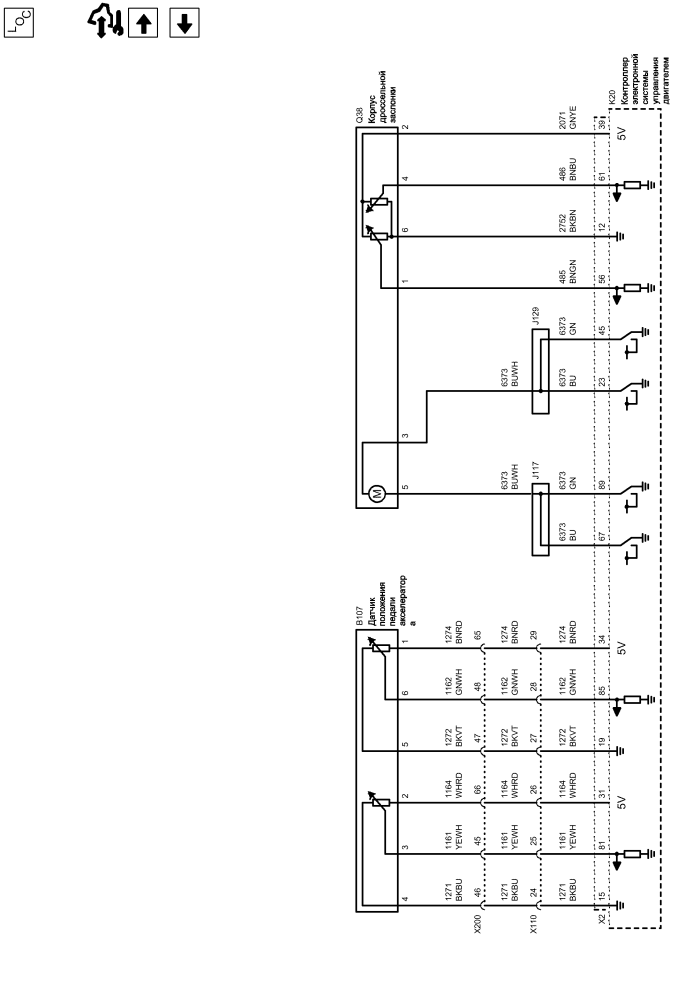 LOC
Q38
Корпус
дроссельной
заслонки
K20
Контроллер
электронной
системы
управления
двигателем
2
2071
GNYE
39
5V
4
486
BNBU
61
6
2752
BKBN
12
1
485
BNGN
56
J129
6373
GN
45
6373
BUWH
6373
BU
23
3
M
5
6373
BUWH
J117
6373
GN
89
6373
BU
67
B107
Датчик
положения
педали
акселератор
а
1
1274
BNRD
65
1274
BNRD
29
1274
BNRD
34
5V
6
1162
GNWH
48
1162
GNWH
28
1162
GNWH
85
5
1272
BKVT
47
1272
BKVT
27
1272
BKVT
19
2
1164
WHRD
66
1164
WHRD
26
1164
WHRD
31
5V
3
1161
YEWH
45
1161
YEWH
25
1161
YEWH
81
4
1271
BKBU
46
1271
BKBU
24
1271
BKBU
15
X200
X110
X2